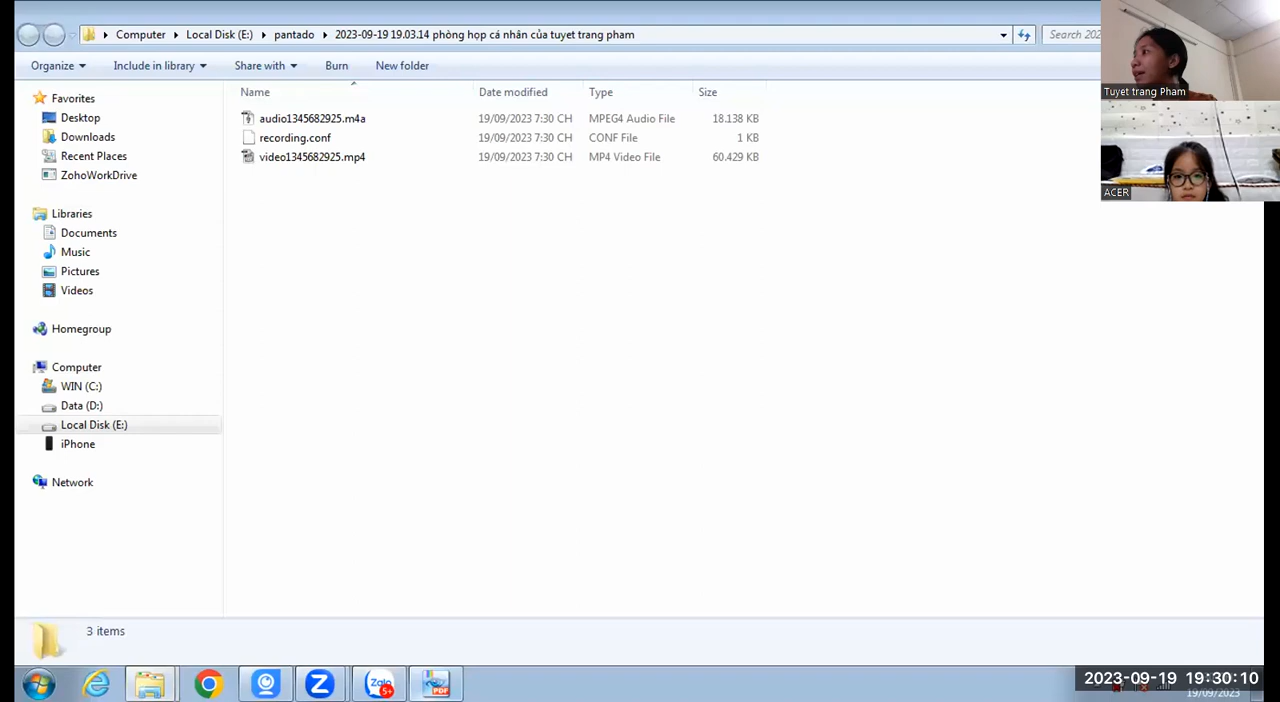 Computer ▸ Local Disk (E:) ▸ pantado ▸ 2023-09-19 19.03.14 phòng họp cá nhân của tuyet trang pham
Search 202
Organize
Include in library
Share with
Burn
New folder
Name Date modified Type Size
audio1345682925.m4a 19/09/2023 7:30 CH MPEG4 Audio File 18.138 KB
recording.conf 19/09/2023 7:30 CH CONF File 1 KB
video1345682925.mp4 19/09/2023 7:30 CH MP4 Video File 60.429 KB
Favorites
Desktop
Downloads
Recent Places
ZohoWorkDrive
Libraries
Documents
Music
Pictures
Videos
Homegroup
Computer
WIN (C:)
Data (D:)
Local Disk (E:)
iPhone
Network
Tuyet trang Pham
ACER
3 items
Zalo
5+
PDF
2023-09-19 19:30:10
19/09/2023